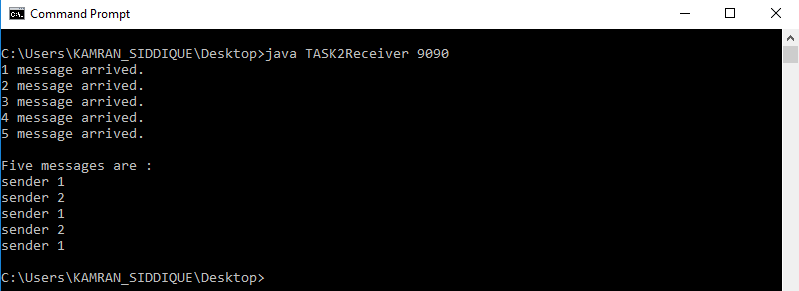 Command Prompt
C:\Users\KAMRAN_SIDDIQUE\Desktop>java TASK2Receiver 9090
1 message arrived.
2 message arrived.
3 message arrived.
4 message arrived.
5 message arrived.
Five messages are :
sender 1
sender 2
sender 1
sender 2
sender 1
C:\Users\KAMRAN_SIDDIQUE\Desktop>